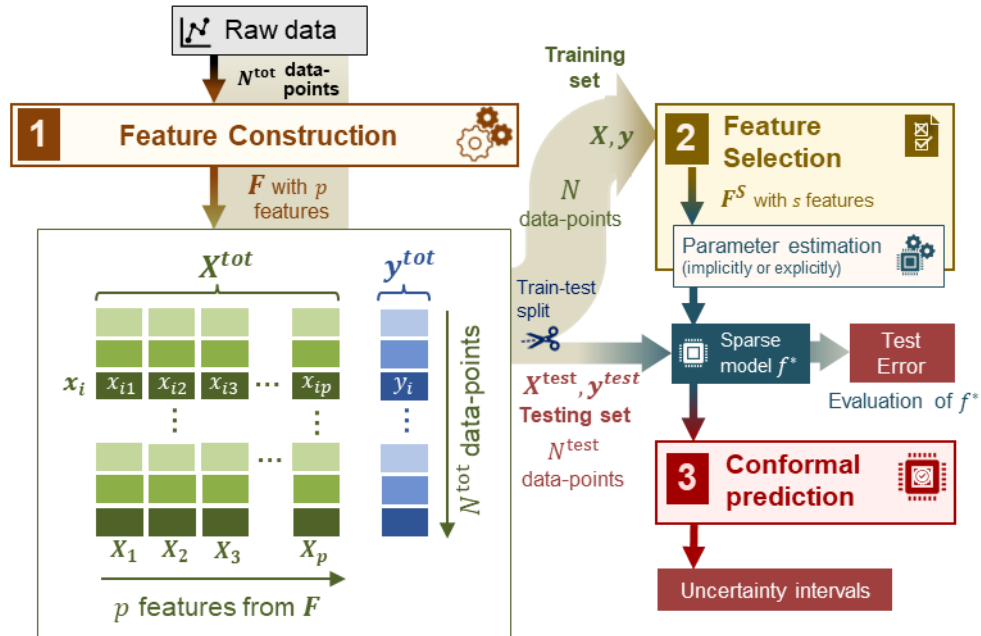 Raw data
N^tot data-
points
1 Feature Construction
F with p
features
X^tot y^tot
x_i x_i1 x_i2 x_i3 ... x_ip y_i
⋮ ⋮ ⋮
...
X_1 X_2 X_3 X_p
p features from F
N^tot data-points
Training
set
X, y
N
data-points
Train-test
split
X^test, y^test
Testing set
N^test
data-points
2 Feature
Selection
F^S with s features
Parameter estimation
(implicitly or explicitly)
Sparse
model f*
Test
Error
Evaluation of f*
3 Conformal
prediction
Uncertainty intervals